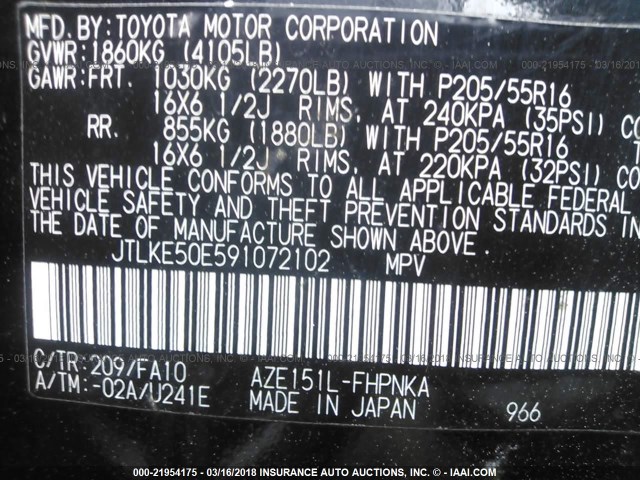 MFD.BY:TOYOTA MOTOR CORPORATION
GVWR:1860KG (4105LB)
GAWR:FRT. 1030KG (2270LB) WITH P205/55R16
16X6 1/2J RIMS, AT 240KPA (35PSI) CO
RR. 855KG (1880LB) WITH P205/55R16
16X6 1/2J RIMS, AT 220KPA (32PSI) CO
THIS VEHICLE CONFORMS TO ALL APPLICABLE FEDERAL
VEHICLE SAFETY AND THEFT PREVENTION STANDARDS IN
THE DATE OF MANUFACTURE SHOWN ABOVE.
JTLKE50E591072102 MPV
C/TR:209/FA10 AZE151L-FHPNKA
A/TM:-02A/U241E MADE IN JAPAN 966
000-21954175 - 03/16/2018 INSURANCE AUTO AUCTIONS - © IAAI.COM